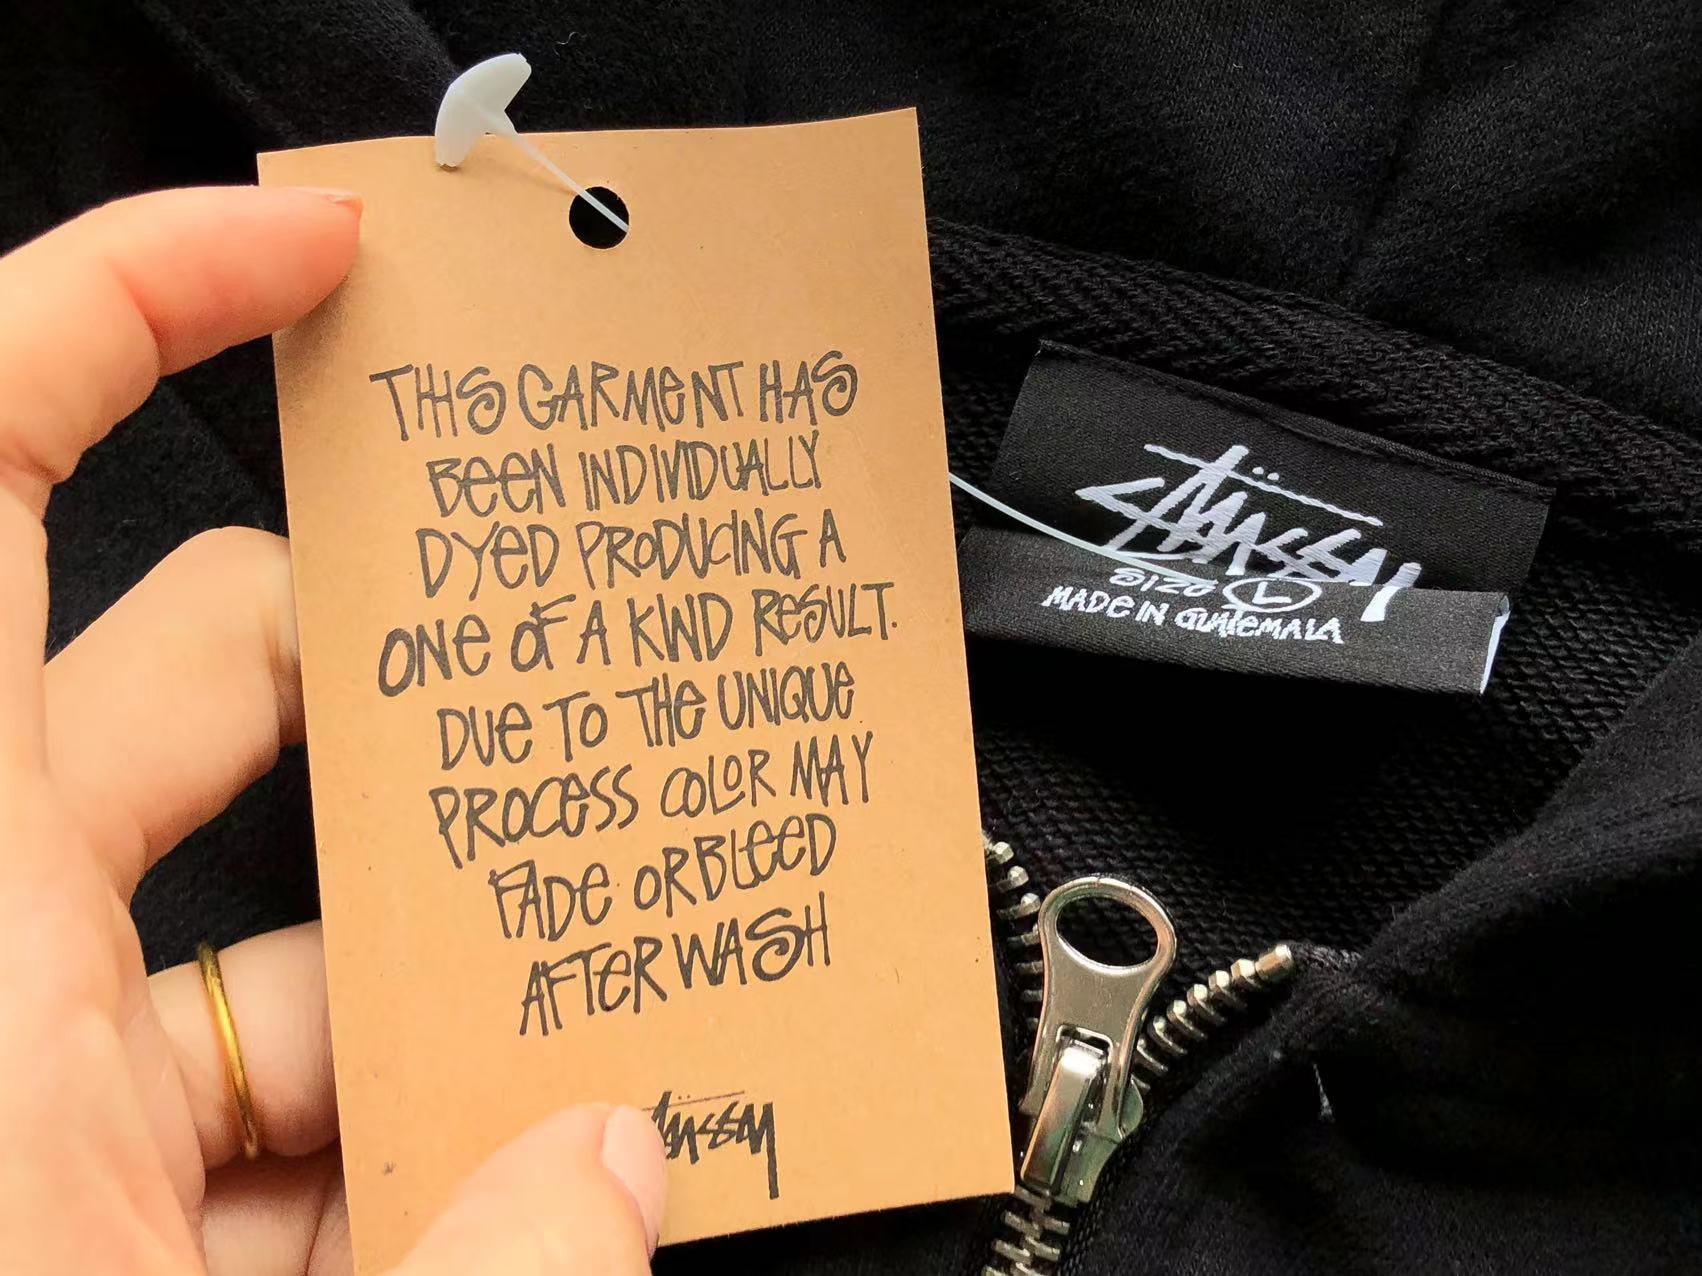 THIS GARMENT HAS
BEEN INDIVIDUALLY
DYED PRODUCING A
ONE OF A KIND RESULT.
DUE TO THE UNIQUE
PROCESS COLOR MAY
FADE OR BLEED
AFTER WASH
Stüssy
Stüssy
SIZE L
MADE IN GUATEMALA